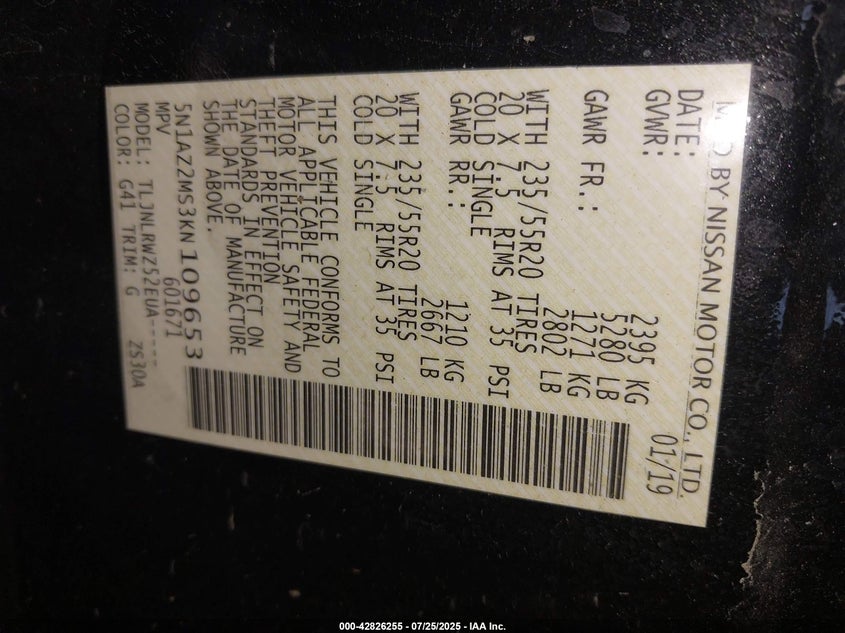 MFD BY NISSAN MOTOR CO., LTD.
DATE: 01/19
GVWR: 2395 KG
5280 LB
GAWR FR.: 1271 KG
2802 LB
WITH 235/55R20 TIRES
20 X 7.5 RIMS AT 35 PSI
COLD SINGLE
GAWR RR.: 1210 KG
2667 LB
WITH 235/55R20 TIRES
20 X 7.5 RIMS AT 35 PSI
COLD SINGLE
THIS VEHICLE CONFORMS TO
ALL APPLICABLE FEDERAL
MOTOR VEHICLE SAFETY AND
THEFT PREVENTION
STANDARDS IN EFFECT ON
THE DATE OF MANUFACTURE
SHOWN ABOVE.
5N1AZ2MS3KN109653
MPV 601671
MODEL: TLJNLRWZ52EUA-----
COLOR: G41 TRIM: G ZS30A
000-42826255 - 07/25/2025 - IAA Inc.